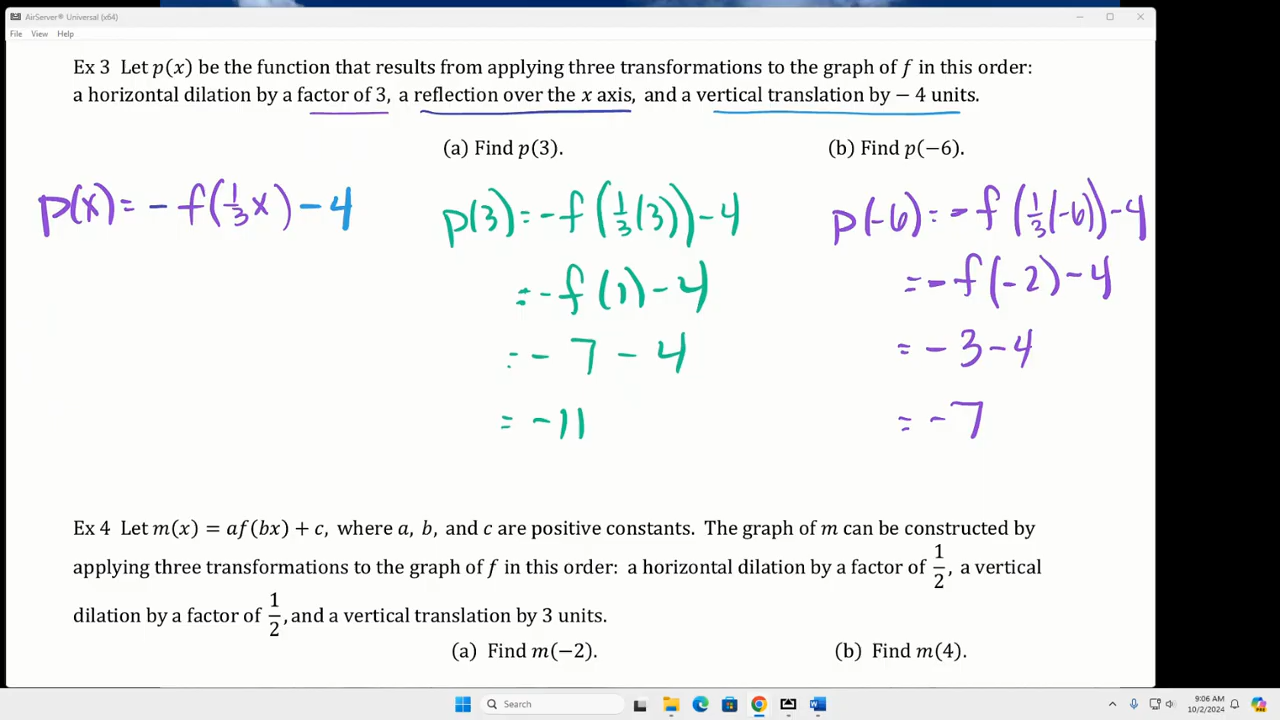 AirServer® Universal (x64)
File View Help
Ex 3 Let p(x) be the function that results from applying three transformations to the graph of f in this order:
a horizontal dilation by a factor of 3, a reflection over the x axis, and a vertical translation by − 4 units.
(a) Find p(3).
(b) Find p(−6).
p(x) = − f(1/3 x) − 4
p(3) = −f(1/3(3)) − 4
= −f(1) − 4
= − 7 − 4
= −11
p(−6) = −f(1/3(−6)) − 4
= −f(−2) − 4
= − 3 − 4
= −7
Ex 4 Let m(x) = af(bx) + c, where a, b, and c are positive constants. The graph of m can be constructed by
applying three transformations to the graph of f in this order: a horizontal dilation by a factor of 1/2, a vertical
dilation by a factor of 1/2, and a vertical translation by 3 units.
(a) Find m(−2).
(b) Find m(4).
Search
9:06 AM
10/2/2024